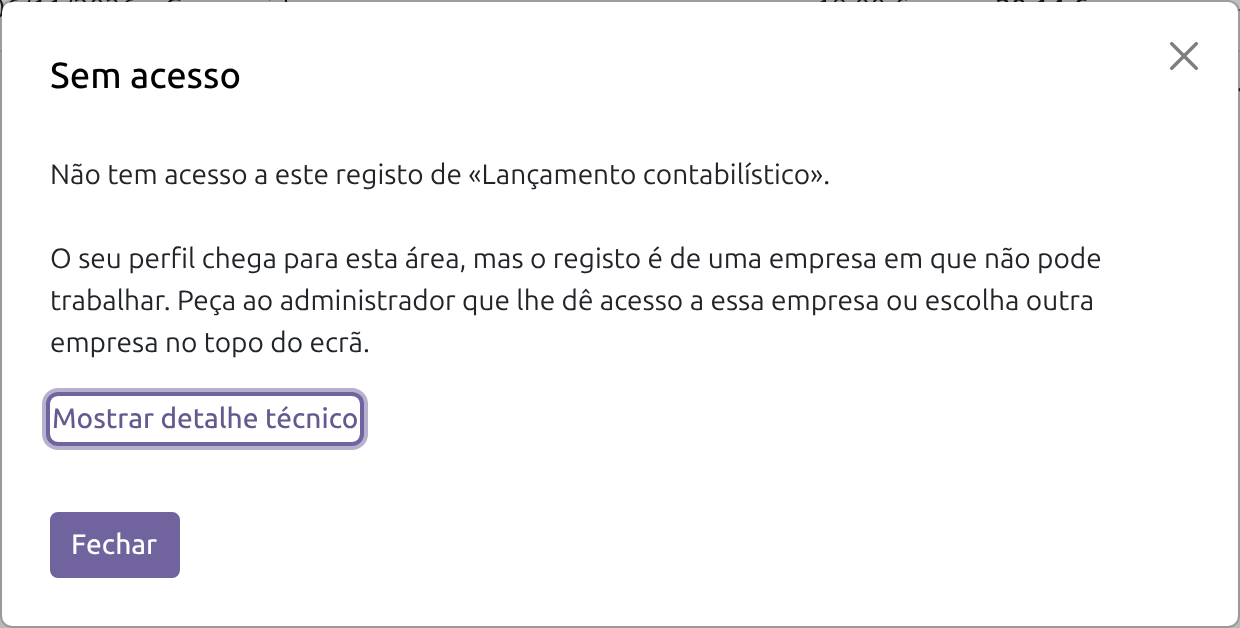 Sem acesso
Não tem acesso a este registo de «Lançamento contabilístico».
O seu perfil chega para esta área, mas o registo é de uma empresa em que não pode
trabalhar. Peça ao administrador que lhe dê acesso a essa empresa ou escolha outra
empresa no topo do ecrã.
Mostrar detalhe técnico
Fechar